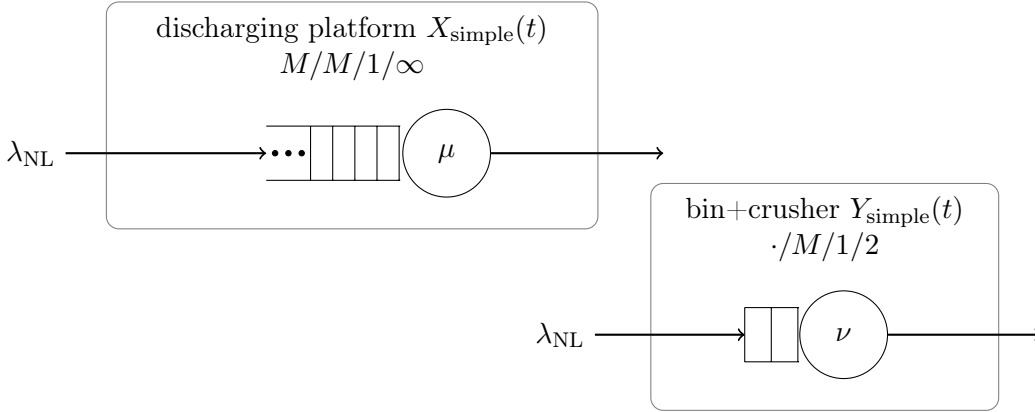 discharging platform X_simple(t)
M/M/1/∞
λ_NL
μ
bin+crusher Y_simple(t)
·/M/1/2
λ_NL
ν